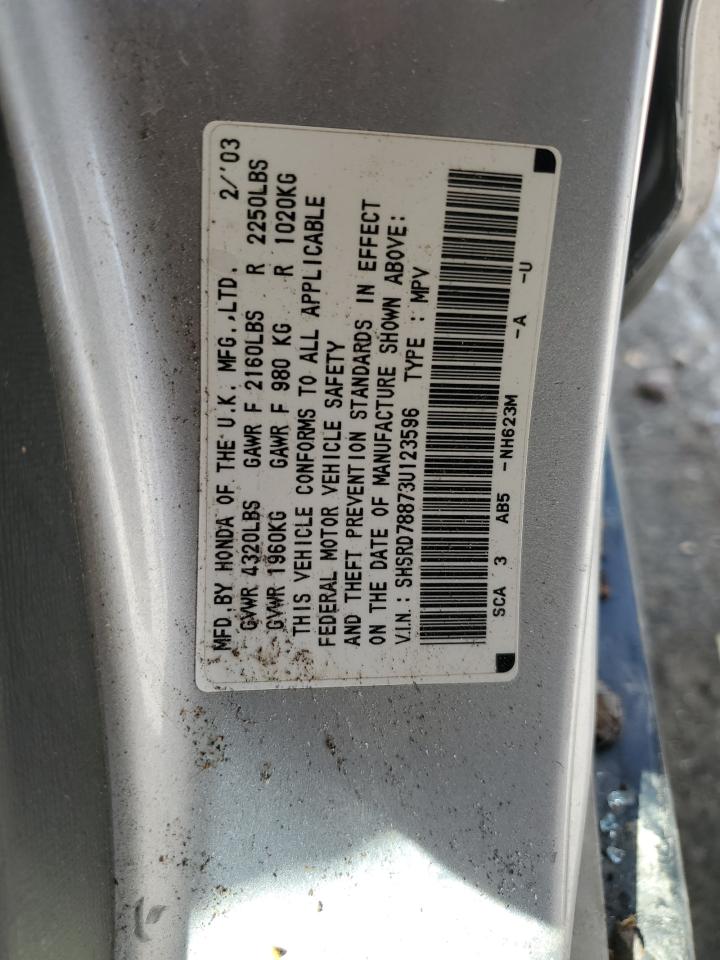 MFD. BY HONDA OF THE U.K. MFG.,LTD. 2/'03
GVWR 4320LBS GAWR F 2160LBS R 2250LBS
GVWR 1960KG GAWR F 980 KG R 1020KG
THIS VEHICLE CONFORMS TO ALL APPLICABLE
FEDERAL MOTOR VEHICLE SAFETY
AND THEFT PREVENTION STANDARDS IN EFFECT
ON THE DATE OF MANUFACTURE SHOWN ABOVE:
V.I.N.: SHSRD78873U123596 TYPE : MPV
SCA 3 AB5 -NH623M -A -U